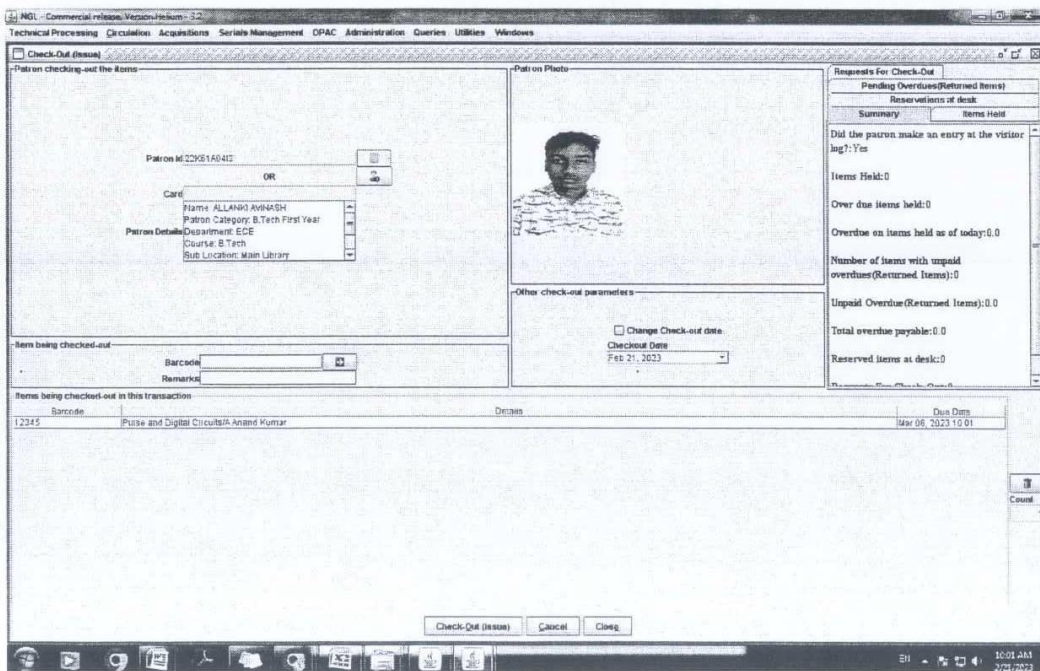 NGL - Commercial release, Version-Helium - 3.2
Technical Processing Circulation Acquisitions Serials Management OPAC Administration Queries Utilities Windows
Check-Out (Issue)
Patron checking-out the items
Patron Id
OR
Card
Patron Details
Name: ALLANKI AVINASH
Patron Category: B.Tech First Year
Department: ECE
Course: B.Tech
Sub Location: Main Library
Patron Photo
Other check-out parameters
Change Check-out date
Checkout Date
Feb 21, 2023
Requests For Check-Out
Pending Overdues(Returned Items)
Reservations at desk
Summary Items Held
Did the patron make an entry at the visitor
log?: Yes
Items Held:0
Over due items held:0
Overdue on items held as of today:0.0
Number of items with unpaid
overdues(Returned Items):0
Unpaid Overdue(Returned Items):0.0
Total overdue payable:0.0
Reserved items at desk:0
Item being checked-out
Barcode
Remarks
Items being checked-out in this transaction
Barcode Details Due Date
12345 Pulse and Digital Circuits/A Anand Kumar Mar 06, 2023 10:01
Count
Check-Out (Issue) Cancel Close
EN 10:01 AM
2/21/2023